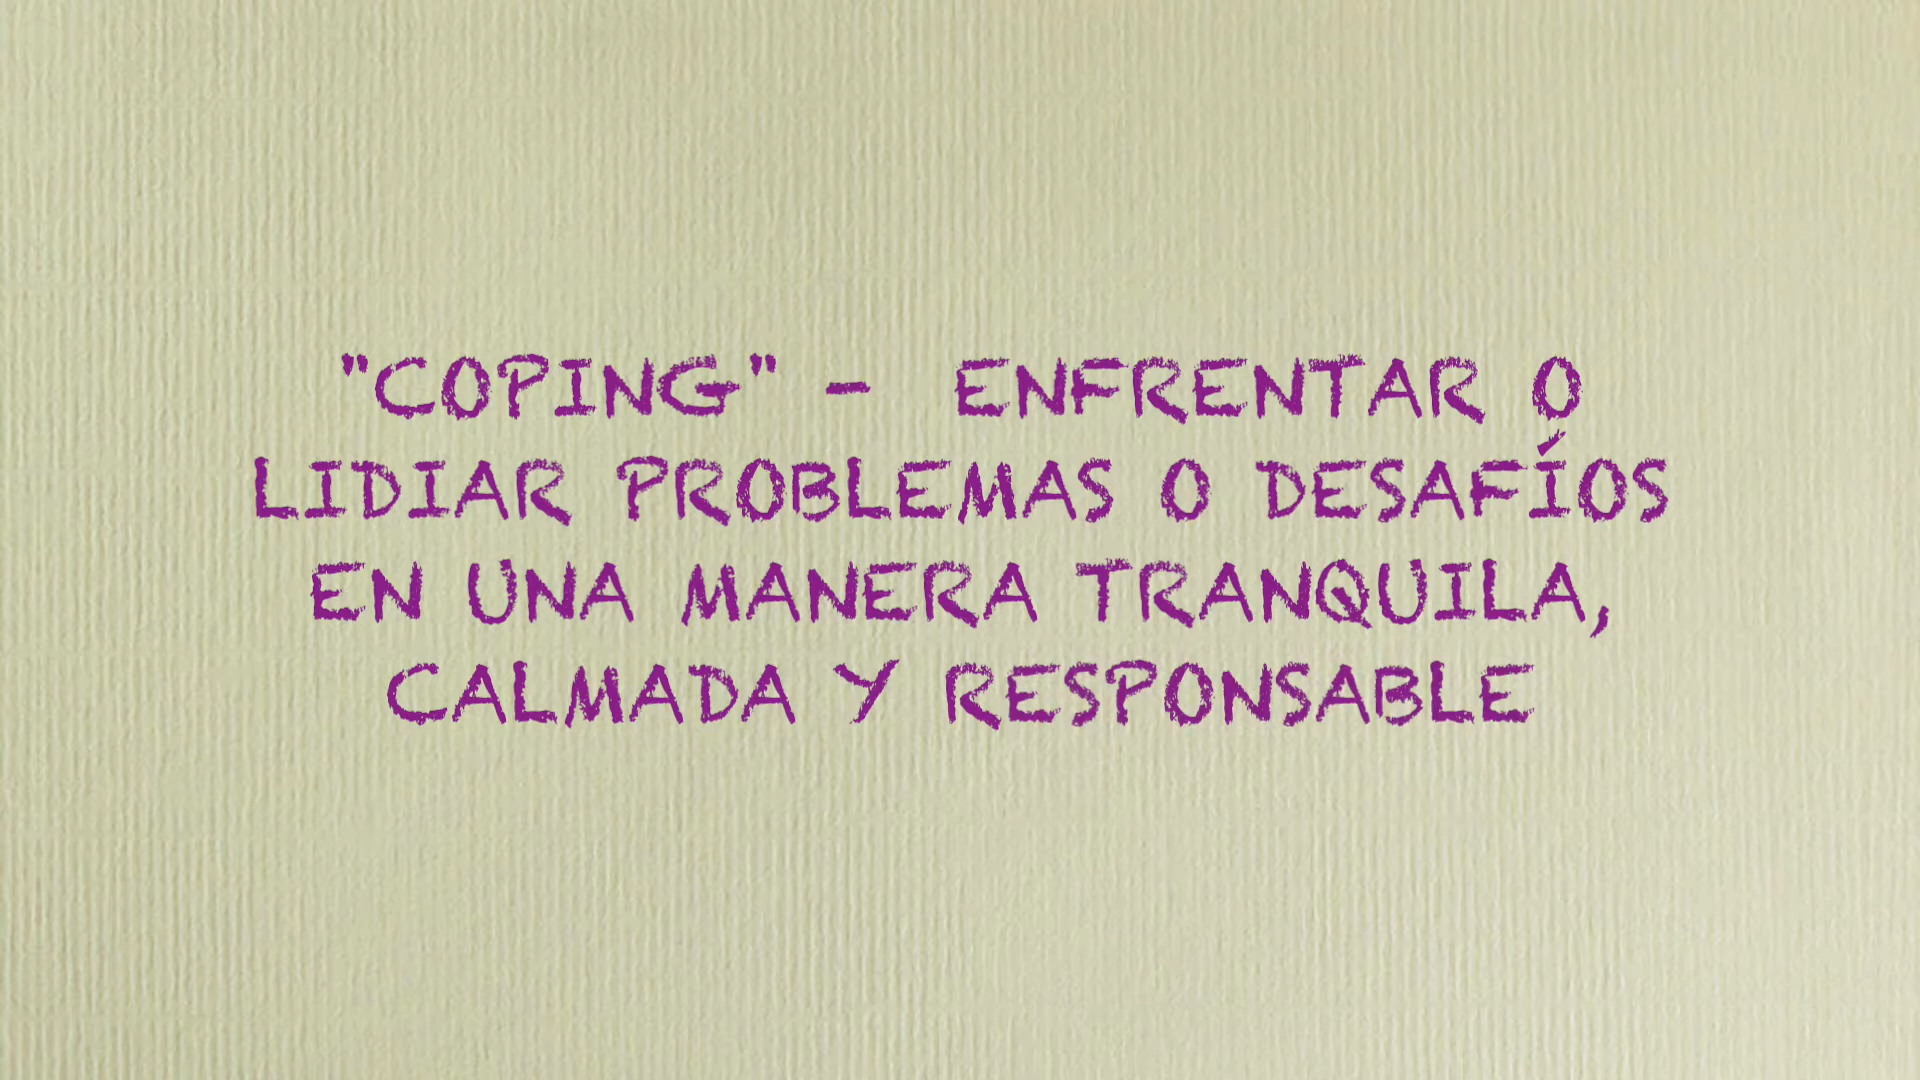 "COPING" - ENFRENTAR O
LIDIAR PROBLEMAS O DESAFÍOS
EN UNA MANERA TRANQUILA,
CALMADA Y RESPONSABLE